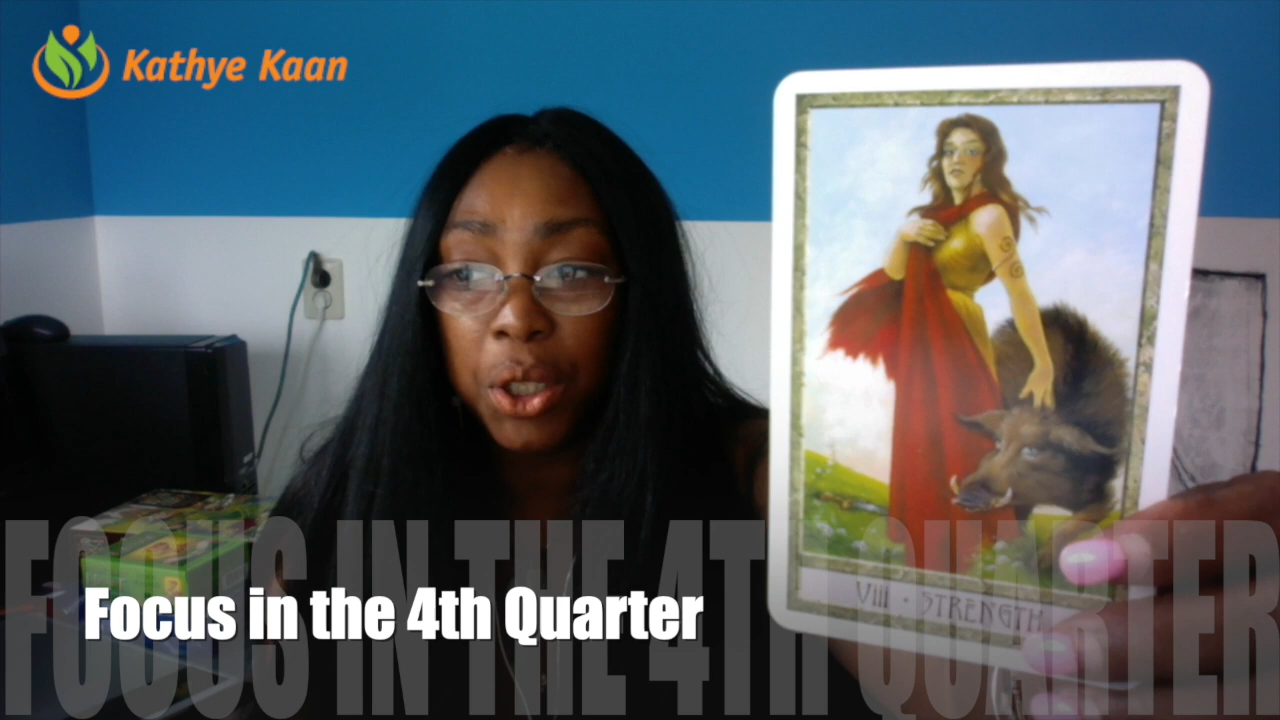 Kathye Kaan
VIII · STRENGTH
FOCUS IN THE 4TH QUARTER
Focus in the 4th Quarter